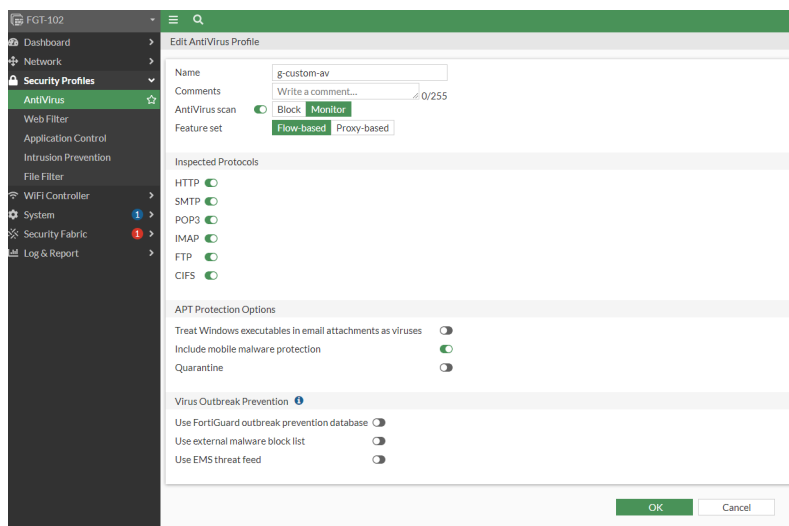 FGT-102
Dashboard
Network
Security Profiles
AntiVirus
Web Filter
Application Control
Intrusion Prevention
File Filter
WiFi Controller
System 1
Security Fabric 1
Log & Report
Edit AntiVirus Profile
Name g-custom-av
Comments Write a comment... 0/255
AntiVirus scan Block Monitor
Feature set Flow-based Proxy-based
Inspected Protocols
HTTP
SMTP
POP3
IMAP
FTP
CIFS
APT Protection Options
Treat Windows executables in email attachments as viruses
Include mobile malware protection
Quarantine
Virus Outbreak Prevention
Use FortiGuard outbreak prevention database
Use external malware block list
Use EMS threat feed
OK Cancel